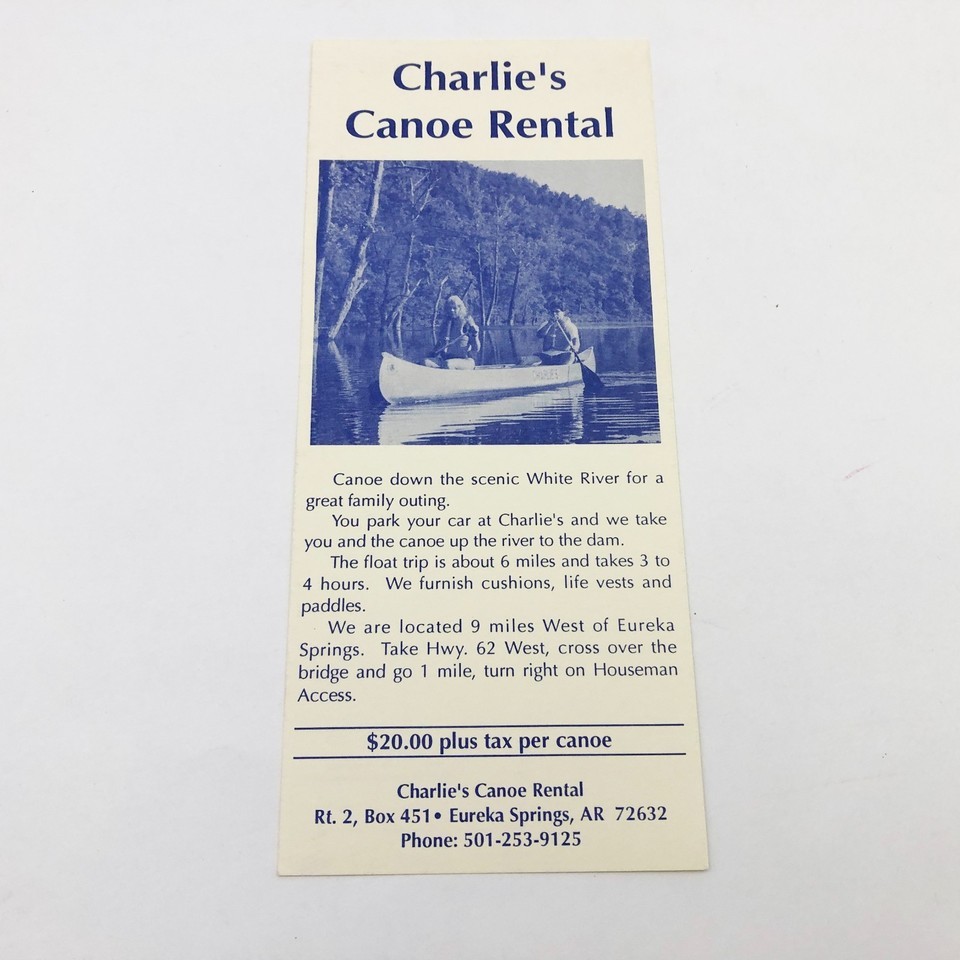 Charlie's
Canoe Rental
Canoe down the scenic White River for a
great family outing.
You park your car at Charlie's and we take
you and the canoe up the river to the dam.
The float trip is about 6 miles and takes 3 to
4 hours. We furnish cushions, life vests and
paddles.
We are located 9 miles West of Eureka
Springs. Take Hwy. 62 West, cross over the
bridge and go 1 mile, turn right on Houseman
Access.
$20.00 plus tax per canoe
Charlie's Canoe Rental
Rt. 2, Box 451• Eureka Springs, AR 72632
Phone: 501-253-9125